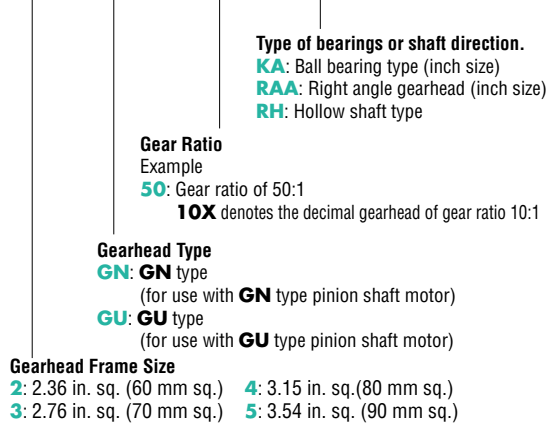 Type of bearings or shaft direction.
KA: Ball bearing type (inch size)
RAA: Right angle gearhead (inch size)
RH: Hollow shaft type
Gear Ratio
Example
50: Gear ratio of 50:1
10X denotes the decimal gearhead of gear ratio 10:1
Gearhead Type
GN: GN type
(for use with GN type pinion shaft motor)
GU: GU type
(for use with GU type pinion shaft motor)
Gearhead Frame Size
2: 2.36 in. sq. (60 mm sq.) 4: 3.15 in. sq.(80 mm sq.)
3: 2.76 in. sq. (70 mm sq.) 5: 3.54 in. sq. (90 mm sq.)